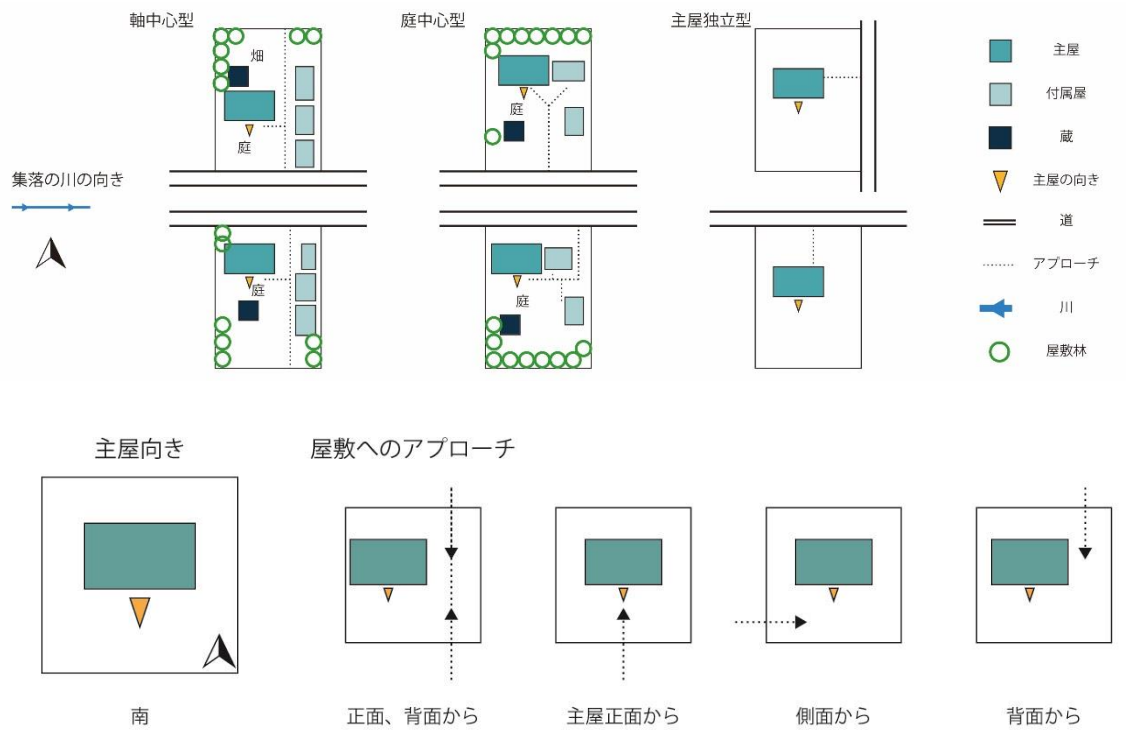 軸中心型
庭中心型
主屋独立型
畑
庭
庭
庭
庭
集落の川の向き
主屋
付属屋
蔵
主屋の向き
道
アプローチ
川
屋敷林
主屋向き
屋敷へのアプローチ
南
正面、背面から
主屋正面から
側面から
背面から